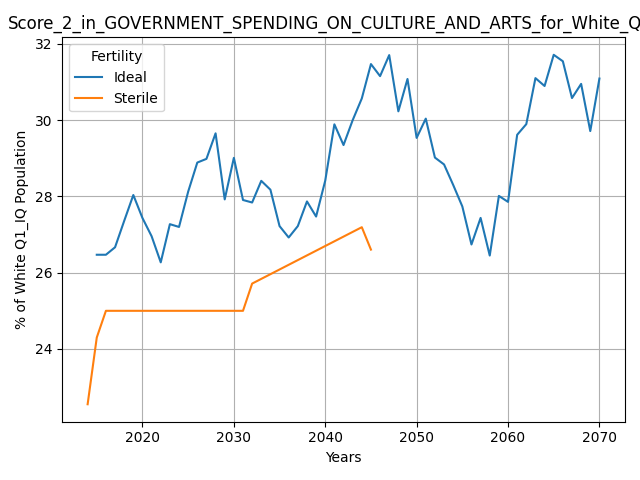 Score_2_in_GOVERNMENT_SPENDING_ON_CULTURE_AND_ARTS_for_White_Q
Fertility
Ideal
Sterile
% of White Q1_IQ Population
32
30
28
26
24
2020 2030 2040 2050 2060 2070
Years